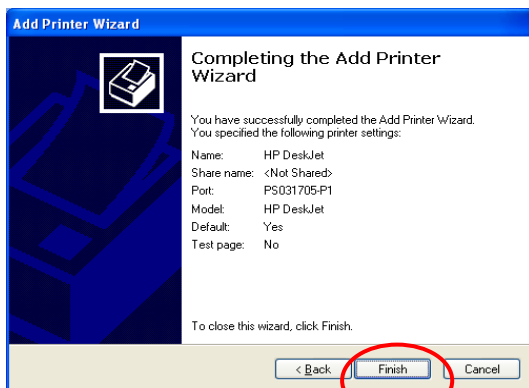 Add Printer Wizard
Completing the Add Printer
Wizard
You have successfully completed the Add Printer Wizard.
You specified the following printer settings:
Name: HP DeskJet
Share name: <Not Shared>
Port: PS031705-P1
Model: HP DeskJet
Default: Yes
Test page: No
To close this wizard, click Finish.
< Back Finish Cancel